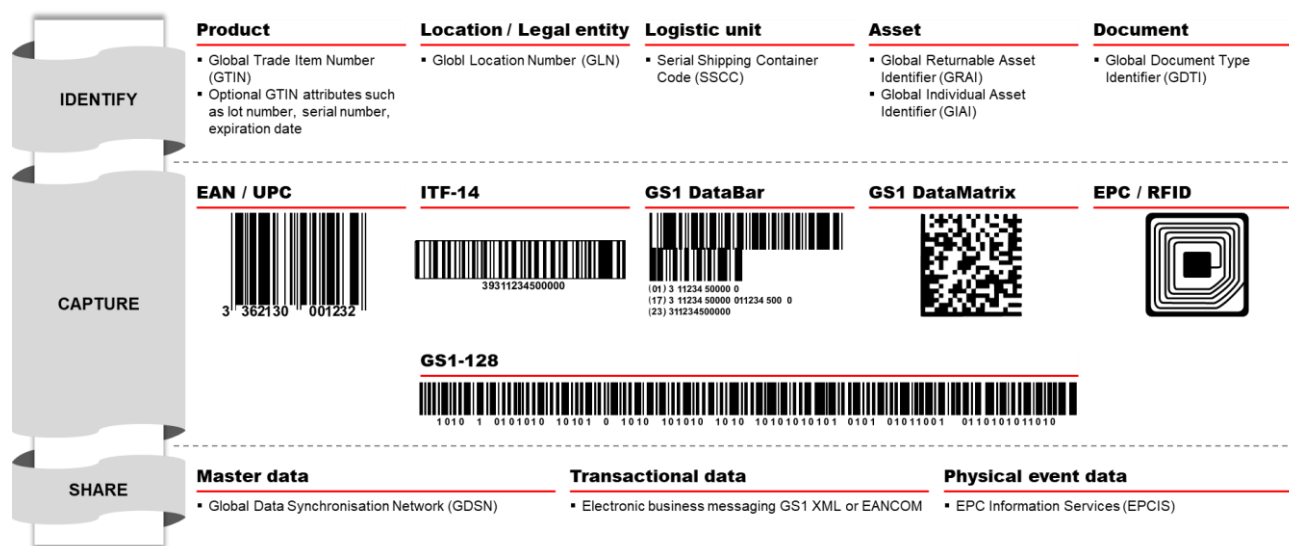 IDENTIFY
Product
▪ Global Trade Item Number
(GTIN)
▪ Optional GTIN attributes such
as lot number, serial number,
expiration date
Location / Legal entity
▪ Globl Location Number (GLN)
Logistic unit
▪ Serial Shipping Container
Code (SSCC)
Asset
▪ Global Returnable Asset
Identifier (GRAI)
▪ Global Individual Asset
Identifier (GIAI)
Document
▪ Global Document Type
Identifier (GDTI)
CAPTURE
EAN / UPC
3 362130 001232
ITF-14
39311234500000
GS1 DataBar
(01) 3 11234 50000 0
(17) 3 11234 50000 011234 500 0
(23) 311234500000
GS1 DataMatrix
EPC / RFID
GS1-128
1010 1 0101010 10101 0 1010 101010 1010 10101010101 0101 01011001 0110101011010
SHARE
Master data
▪ Global Data Synchronisation Network (GDSN)
Transactional data
▪ Electronic business messaging GS1 XML or EANCOM
Physical event data
▪ EPC Information Services (EPCIS)